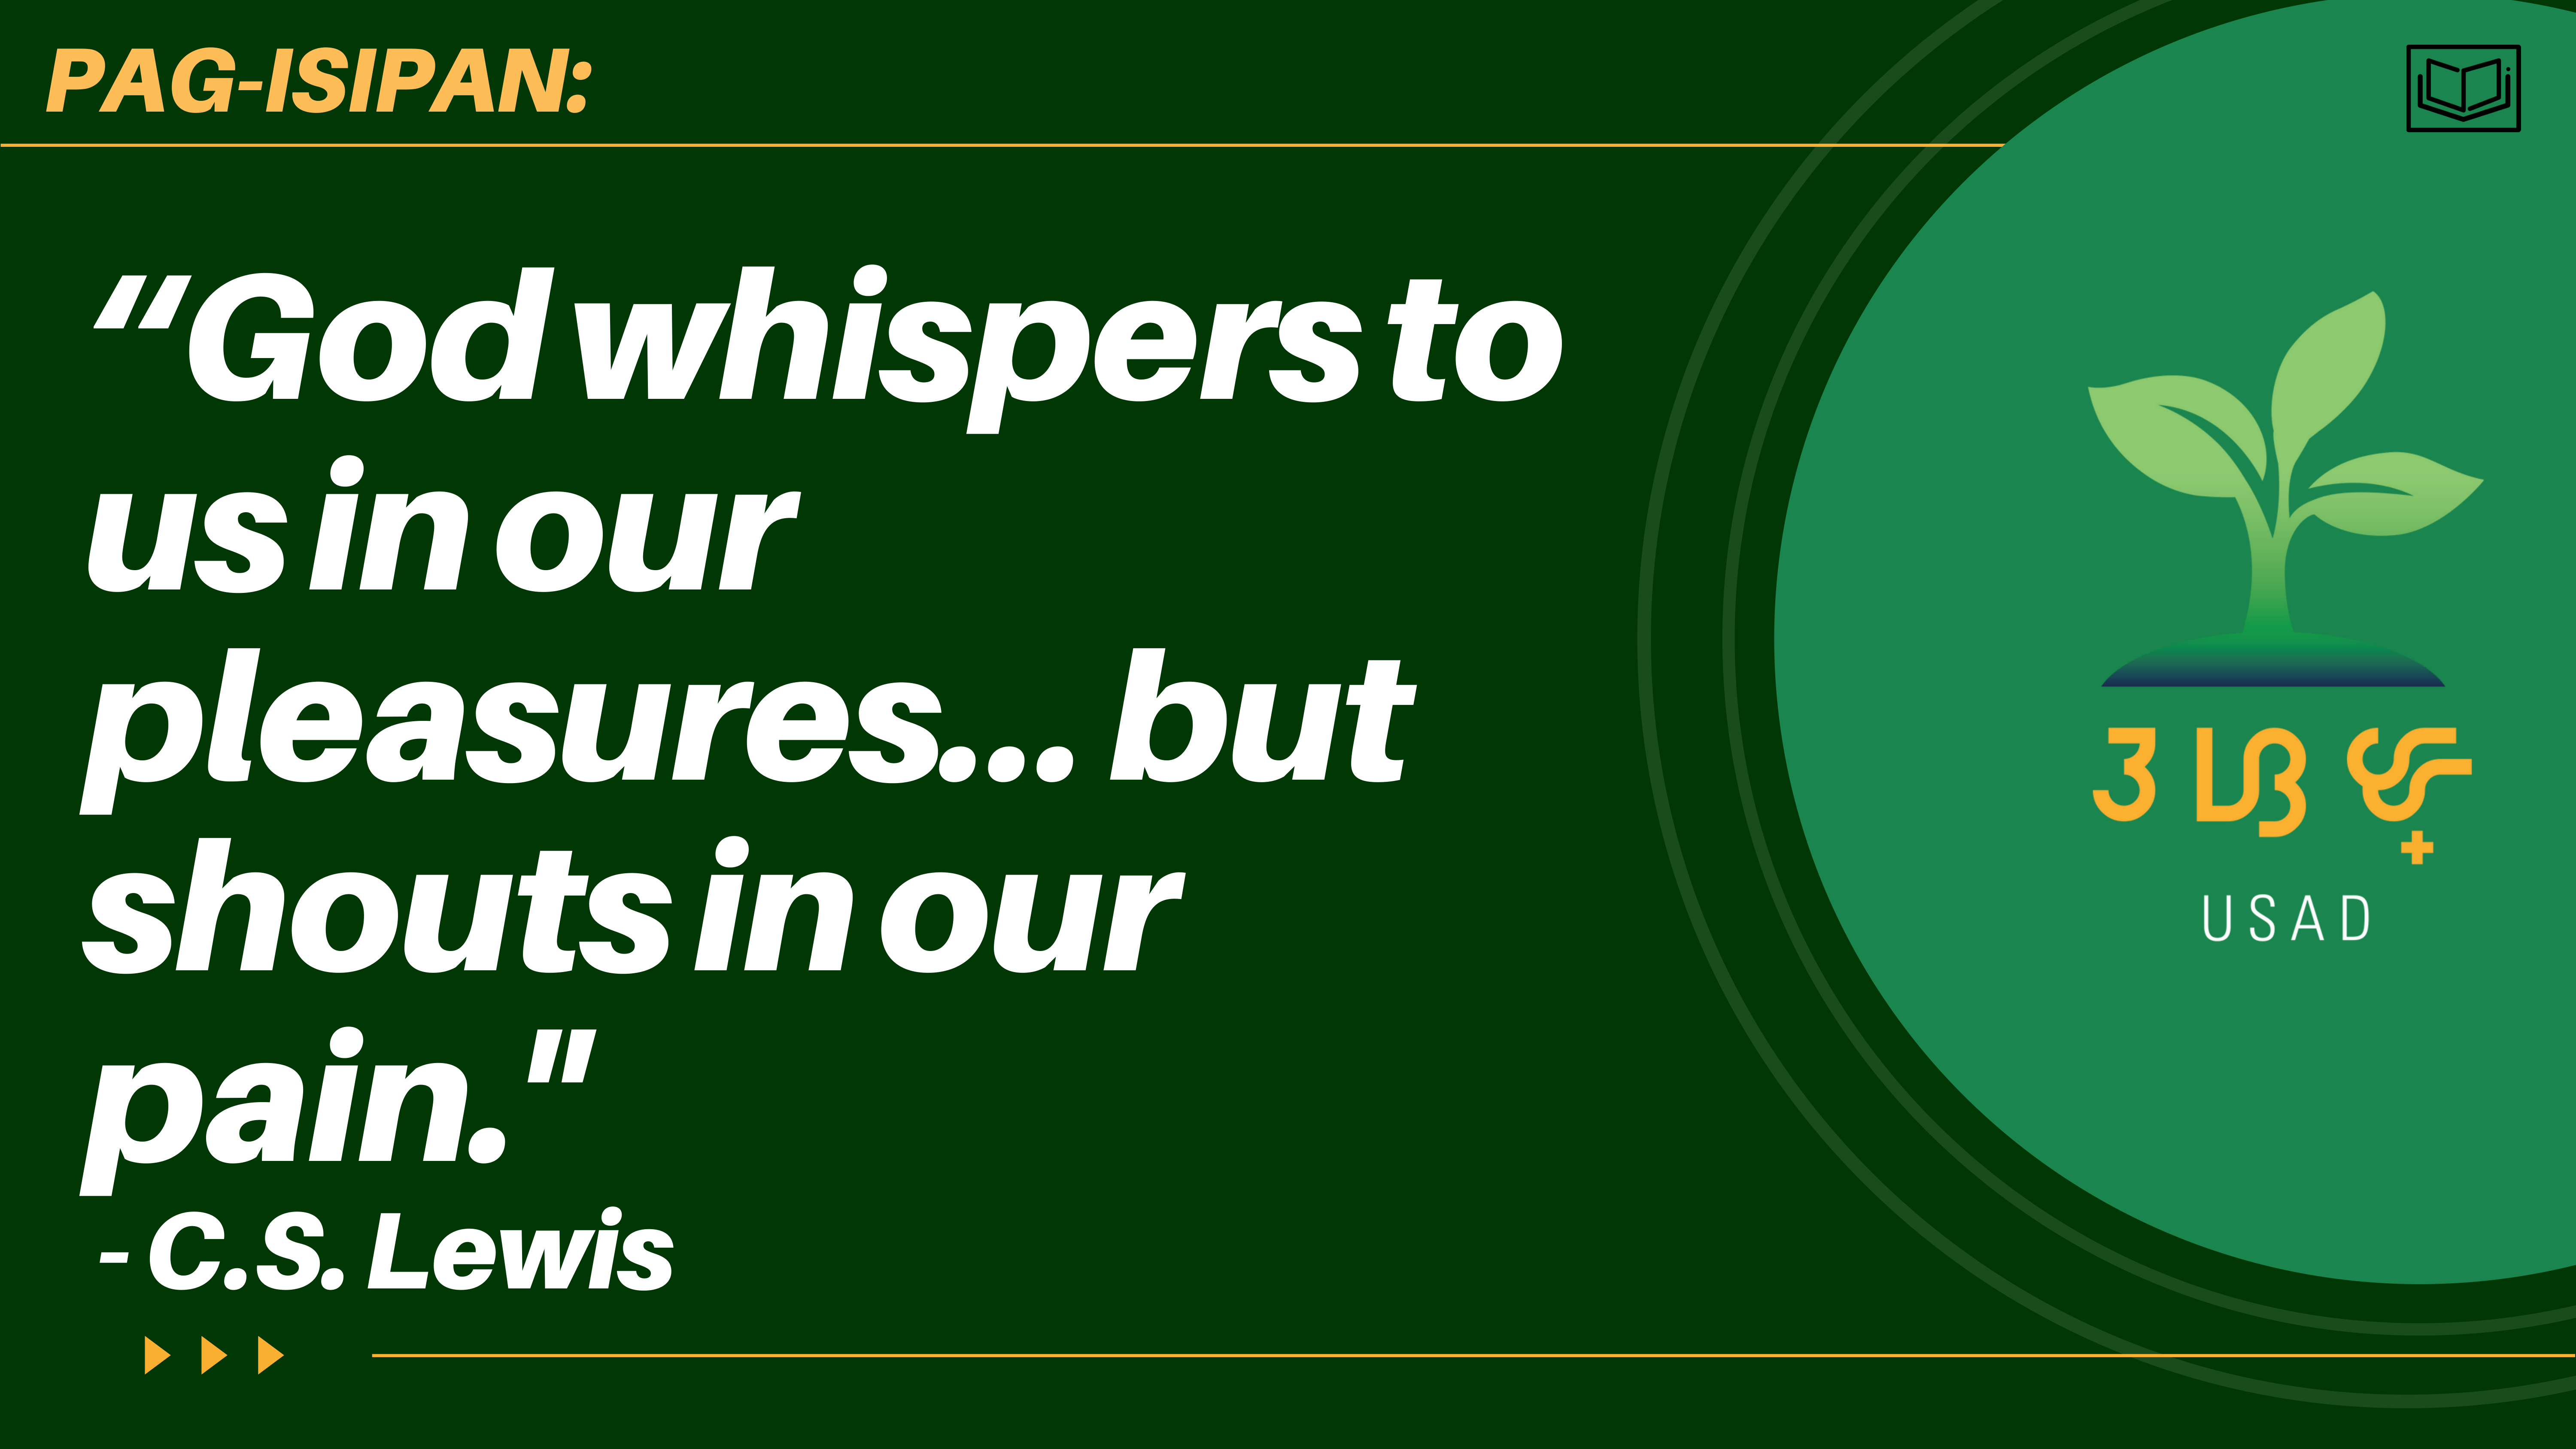 PAG-ISIPAN:
“God whispers to
us in our
pleasures... but
shouts in our
pain."
- C.S. Lewis
ᜂ ᜐ ᜇ᜔
USAD